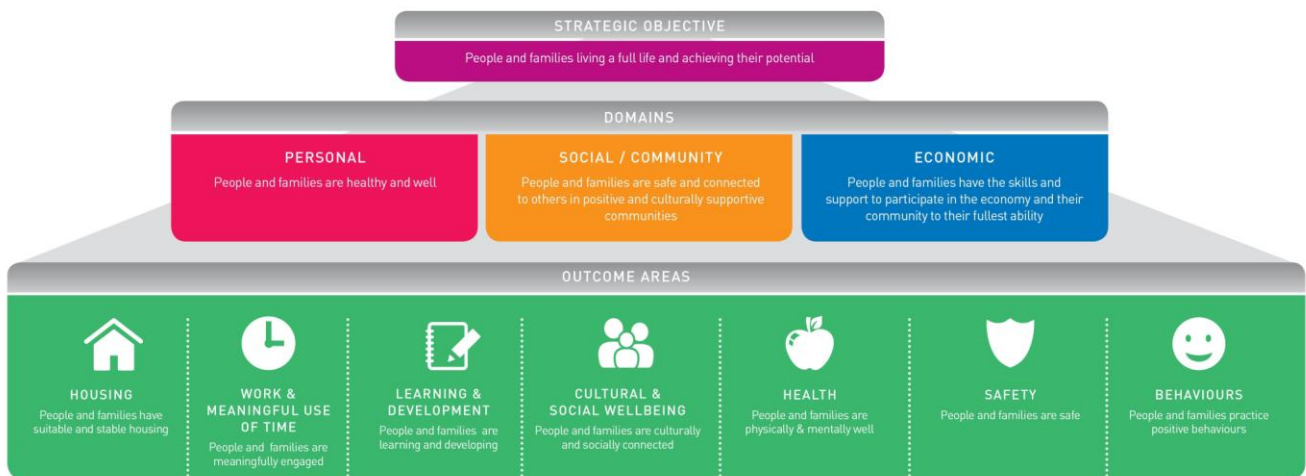 STRATEGIC OBJECTIVE
People and families living a full life and achieving their potential
DOMAINS
PERSONAL
People and families are healthy and well
SOCIAL / COMMUNITY
People and families are safe and connected
to others in positive and culturally supportive
communities
ECONOMIC
People and families have the skills and
support to participate in the economy and their
community to their fullest ability
OUTCOME AREAS
HOUSING
People and families have
suitable and stable housing
WORK &
MEANINGFUL USE
OF TIME
People and families are
meaningfully engaged
LEARNING &
DEVELOPMENT
People and families are
learning and developing
CULTURAL &
SOCIAL WELLBEING
People and families are culturally
and socially connected
HEALTH
People and families are
physically & mentally well
SAFETY
People and families are safe
BEHAVIOURS
People and families practice
positive behaviours